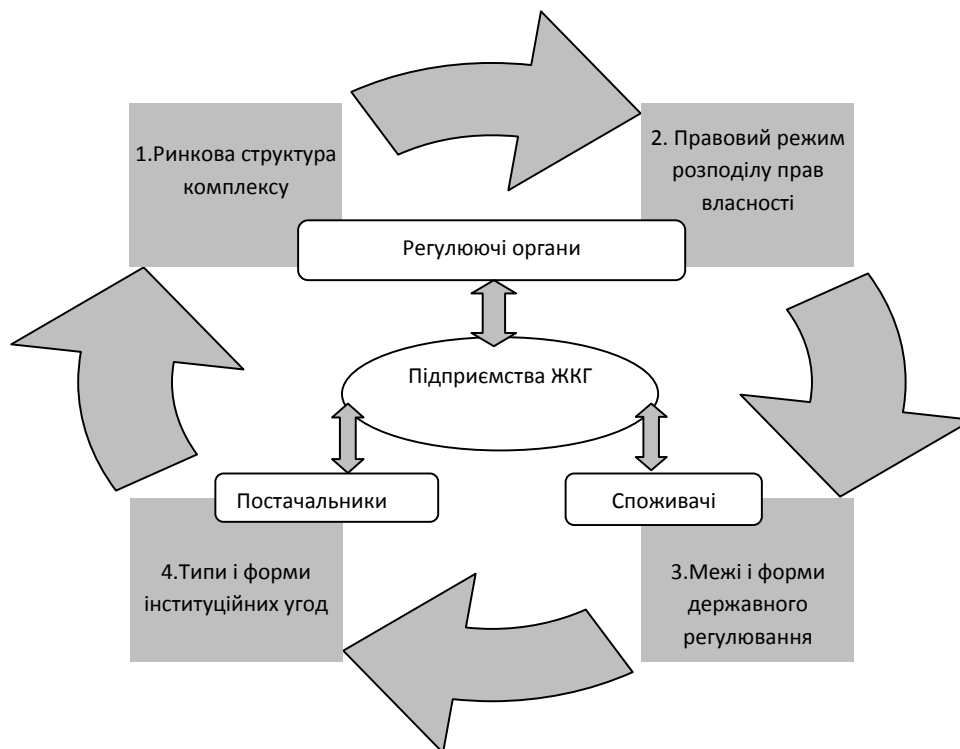 1.Ринкова структура
комплексу
2. Правовий режим
розподілу прав
власності
Регулюючі органи
Підприємства ЖКГ
Постачальники
Споживачі
4.Типи і форми
інституційних угод
3.Межі і форми
державного
регулювання